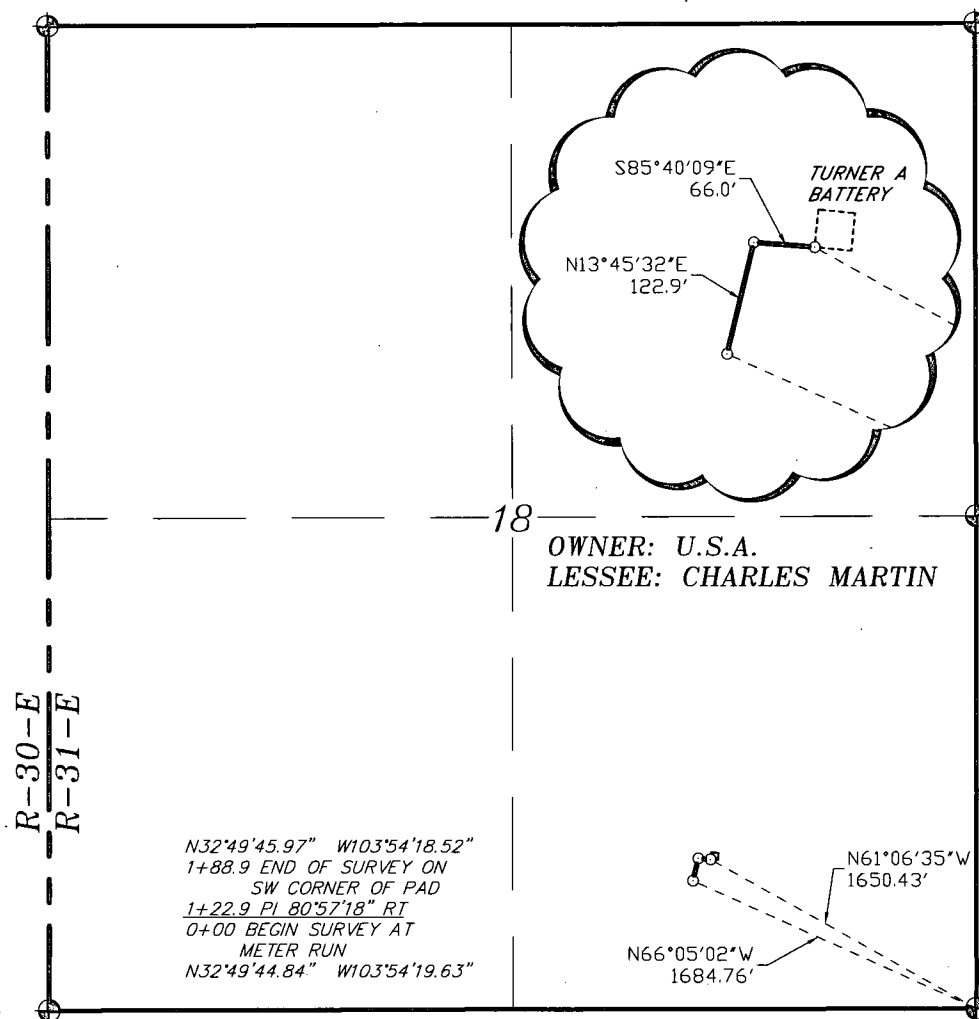 S85°40'09"E
66.0'
TURNER A
BATTERY
N13°45'32"E
122.9'
18
OWNER: U.S.A.
LESSEE: CHARLES MARTIN
R-30-E
R-31-E
N32°49'45.97" W103°54'18.52"
1+88.9 END OF SURVEY ON
SW CORNER OF PAD
1+22.9 PI 80°57'18" RT
0+00 BEGIN SURVEY AT
METER RUN
N32°49'44.84" W103°54'19.63"
N61°06'35"W
1650.43'
N66°05'02"W
1684.76'